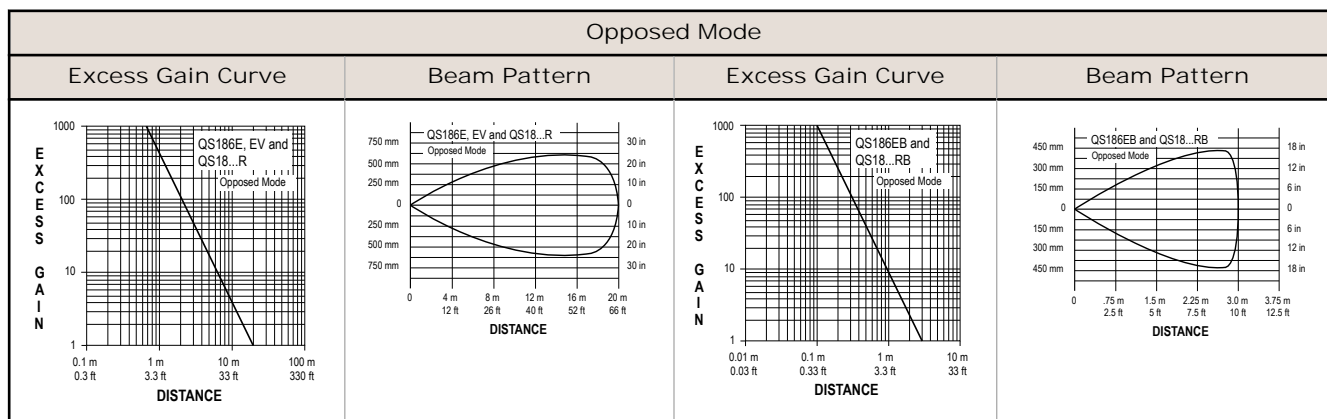 Opposed Mode
Excess Gain Curve
Beam Pattern
Excess Gain Curve
Beam Pattern
EXCESS GAIN
1000
100
10
1
QS186E, EV and
QS18...R
Opposed Mode
0.1 m
0.3 ft
1 m
3.3 ft
10 m
33 ft
100 m
330 ft
DISTANCE
QS186E, EV and QS18...R
Opposed Mode
750 mm
500 mm
250 mm
0
250 mm
500 mm
750 mm
30 in
20 in
10 in
0
10 in
20 in
30 in
0
4 m
12 ft
8 m
26 ft
12 m
40 ft
16 m
52 ft
20 m
66 ft
DISTANCE
EXCESS GAIN
1000
100
10
1
QS186EB and
QS18...RB
Opposed Mode
0.01 m
0.03 ft
0.1 m
0.33 ft
1 m
3.3 ft
10 m
33 ft
DISTANCE
QS186EB and QS18...RB
Opposed Mode
450 mm
300 mm
150 mm
0
150 mm
300 mm
450 mm
18 in
12 in
6 in
0
6 in
12 in
18 in
0
.75 m
2.5 ft
1.5 m
5 ft
2.25 m
7.5 ft
3.0 m
10 ft
3.75 m
12.5 ft
DISTANCE